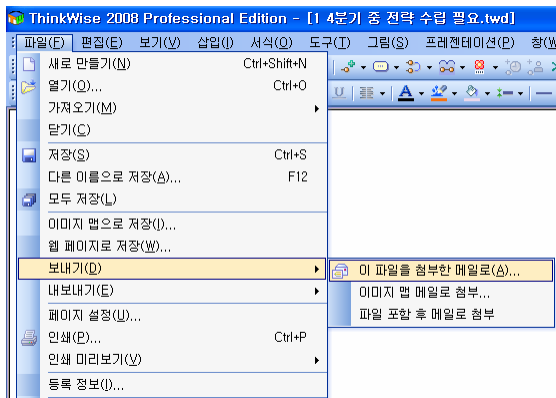 ThinkWise 2008 Professional Edition - [1 4분기 중 전략 수립 필요.twd]
파일(F) 편집(E) 보기(V) 삽입(I) 서식(O) 도구(T) 그림(S) 프레젠테이션(P) 창(W
새로 만들기(N) Ctrl+Shift+N
열기(O)... Ctrl+O
가져오기(M)
닫기(C)
저장(S) Ctrl+S
다른 이름으로 저장(A)... F12
모두 저장(L)
이미지 맵으로 저장(I)...
웹 페이지로 저장(W)...
보내기(D)
이 파일을 첨부한 메일로(A)...
내보내기(E)
이미지 맵 메일로 첨부...
페이지 설정(U)...
파일 포함 후 메일로 첨부
인쇄(P)... Ctrl+P
인쇄 미리보기(V)
등록 정보(I)...